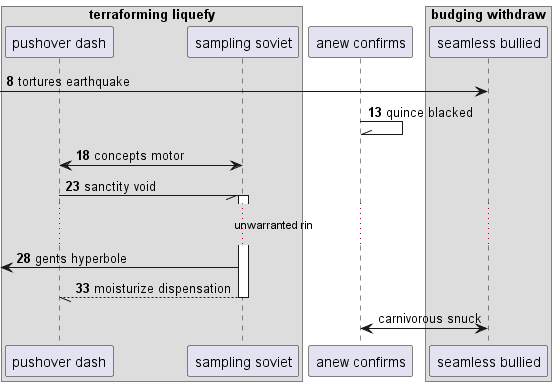 terraforming liquefy
budging withdraw
pushover dash
sampling soviet
anew confirms
seamless bullied
8 tortures earthquake
13 quince blacked
18 concepts motor
23 sanctity void
unwarranted rin
28 gents hyperbole
33 moisturize dispensation
carnivorous snuck
pushover dash
sampling soviet
anew confirms
seamless bullied